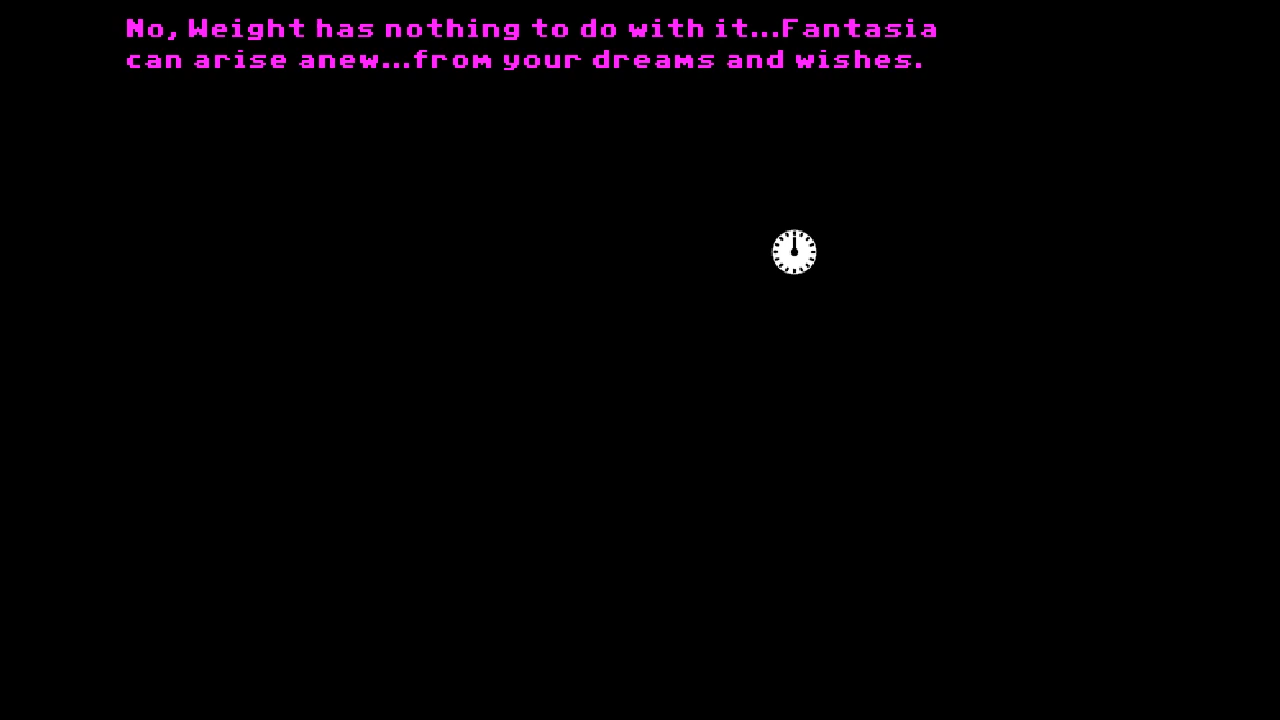 No, Weight has nothing to do with it...Fantasia
can arise anew...from your dreams and wishes.